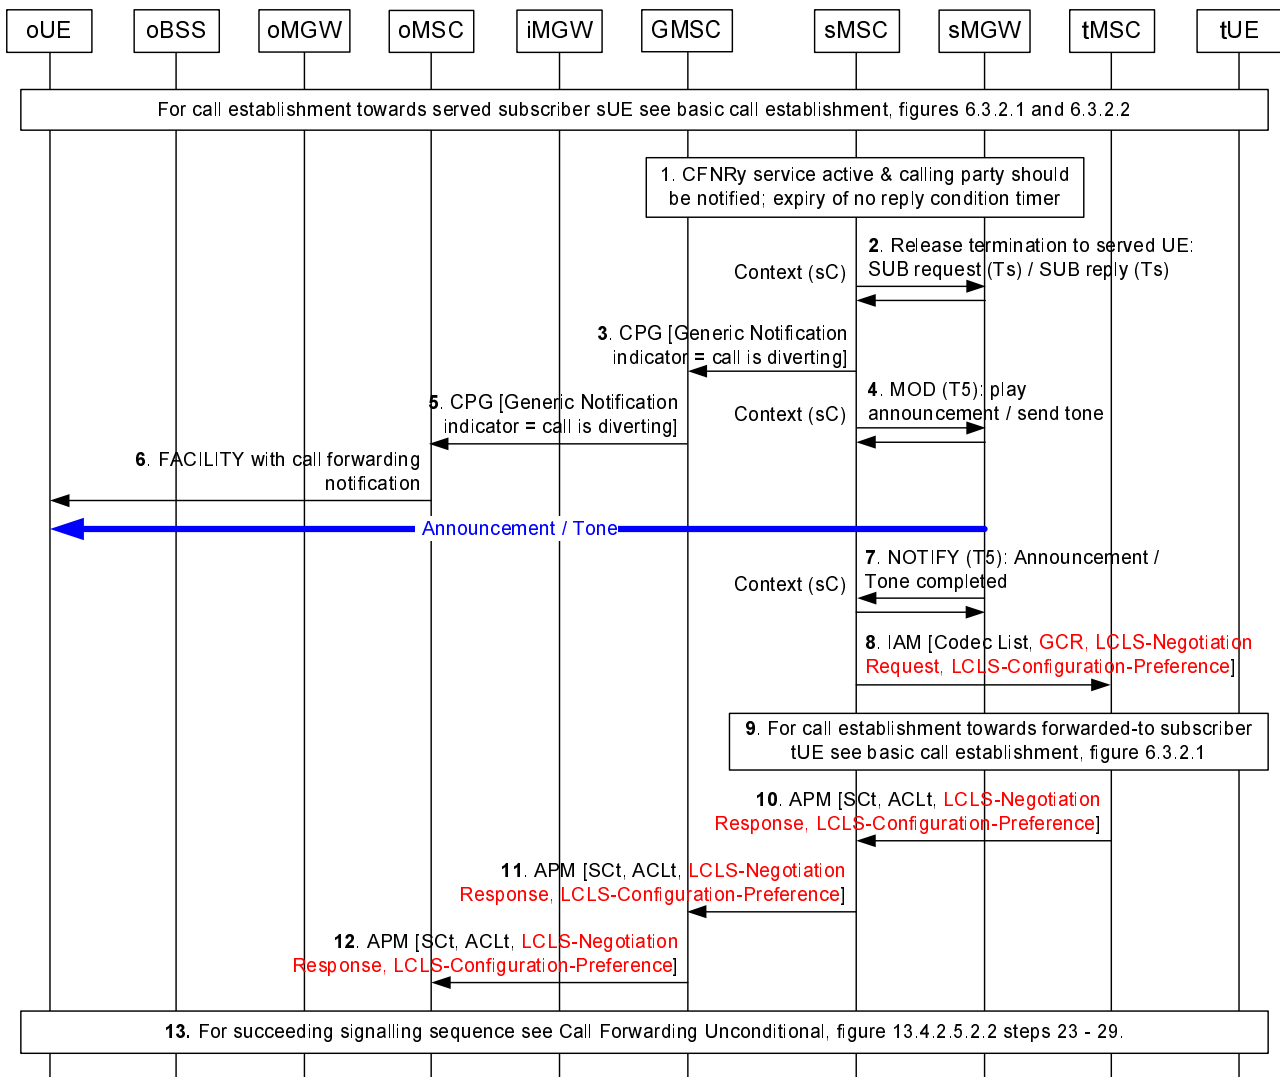 oUE oBSS oMGW oMSC iMGW GMSC sMSC sMGW tMSC tUE
For call establishment towards served subscriber sUE see basic call establishment, figures 6.3.2.1 and 6.3.2.2
1. CFNRy service active & calling party should
be notified; expiry of no reply condition timer
2. Release termination to served UE:
SUB request (Ts) / SUB reply (Ts)
Context (sC)
3. CPG [Generic Notification
indicator = call is diverting]
4. MOD (T5): play
announcement / send tone
Context (sC)
5. CPG [Generic Notification
indicator = call is diverting]
6. FACILITY with call forwarding
notification
Announcement / Tone
7. NOTIFY (T5): Announcement /
Tone completed
Context (sC)
8. IAM [Codec List, GCR, LCLS-Negotiation
Request, LCLS-Configuration-Preference]
9. For call establishment towards forwarded-to subscriber
tUE see basic call establishment, figure 6.3.2.1
10. APM [SCt, ACLt, LCLS-Negotiation
Response, LCLS-Configuration-Preference]
11. APM [SCt, ACLt, LCLS-Negotiation
Response, LCLS-Configuration-Preference]
12. APM [SCt, ACLt, LCLS-Negotiation
Response, LCLS-Configuration-Preference]
13. For succeeding signalling sequence see Call Forwarding Unconditional, figure 13.4.2.5.2.2 steps 23 - 29.